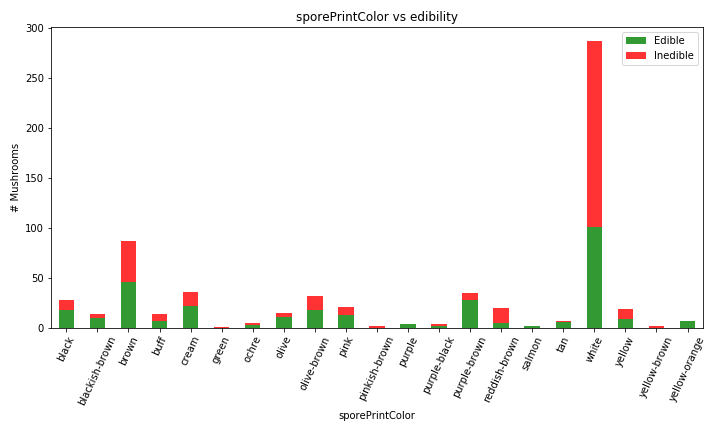 sporePrintColor vs edibility
Edible
Inedible
# Mushrooms
300
250
200
150
100
50
0
black
blackish-brown
brown
buff
cream
green
ochre
olive
olive-brown
pink
pinkish-brown
purple
purple-black
purple-brown
reddish-brown
salmon
tan
white
yellow
yellow-brown
yellow-orange
sporePrintColor